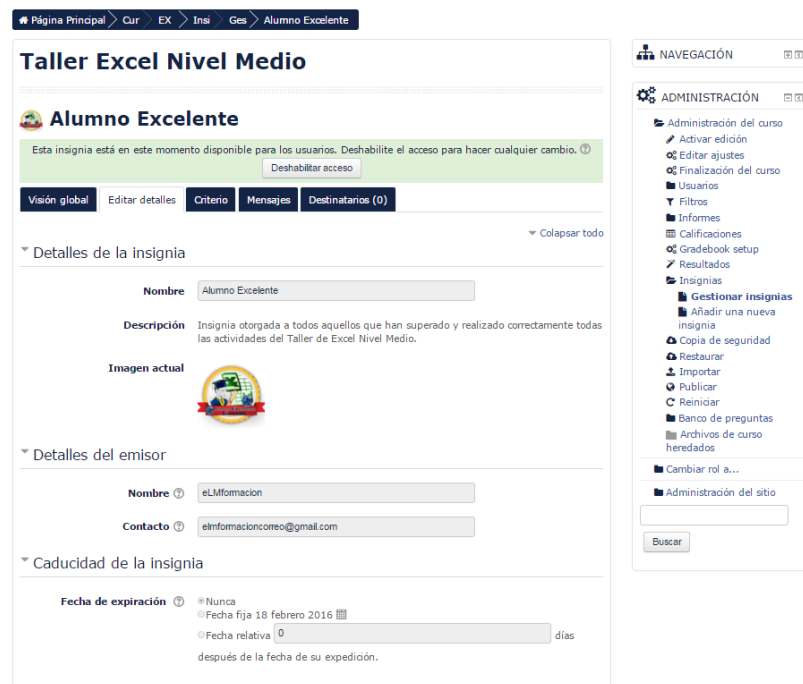 Página Principal Cur EX Insi Ges Alumno Excelente
Taller Excel Nivel Medio
Alumno Excelente
Esta insignia está en este momento disponible para los usuarios. Deshabilite el acceso para hacer cualquier cambio.
Deshabilitar acceso
Visión global Editar detalles Criterio Mensajes Destinatarios (0)
Colapsar todo
Detalles de la insignia
Nombre Alumno Excelente
Descripción Insignia otorgada a todos aquellos que han superado y realizado correctamente todas
las actividades del Taller de Excel Nivel Medio.
Imagen actual
Detalles del emisor
Nombre eLMformacion
Contacto elmformacioncorreo@gmail.com
Caducidad de la insignia
Fecha de expiración Nunca
Fecha fija 18 febrero 2016
Fecha relativa 0 días
después de la fecha de su expedición.
NAVEGACIÓN
ADMINISTRACIÓN
Administración del curso
Activar edición
Editar ajustes
Finalización del curso
Usuarios
Filtros
Informes
Calificaciones
Gradebook setup
Resultados
Insignias
Gestionar insignias
Añadir una nueva
insignia
Copia de seguridad
Restaurar
Importar
Publicar
Reiniciar
Banco de preguntas
Archivos de curso
heredados
Cambiar rol a...
Administración del sitio
Buscar